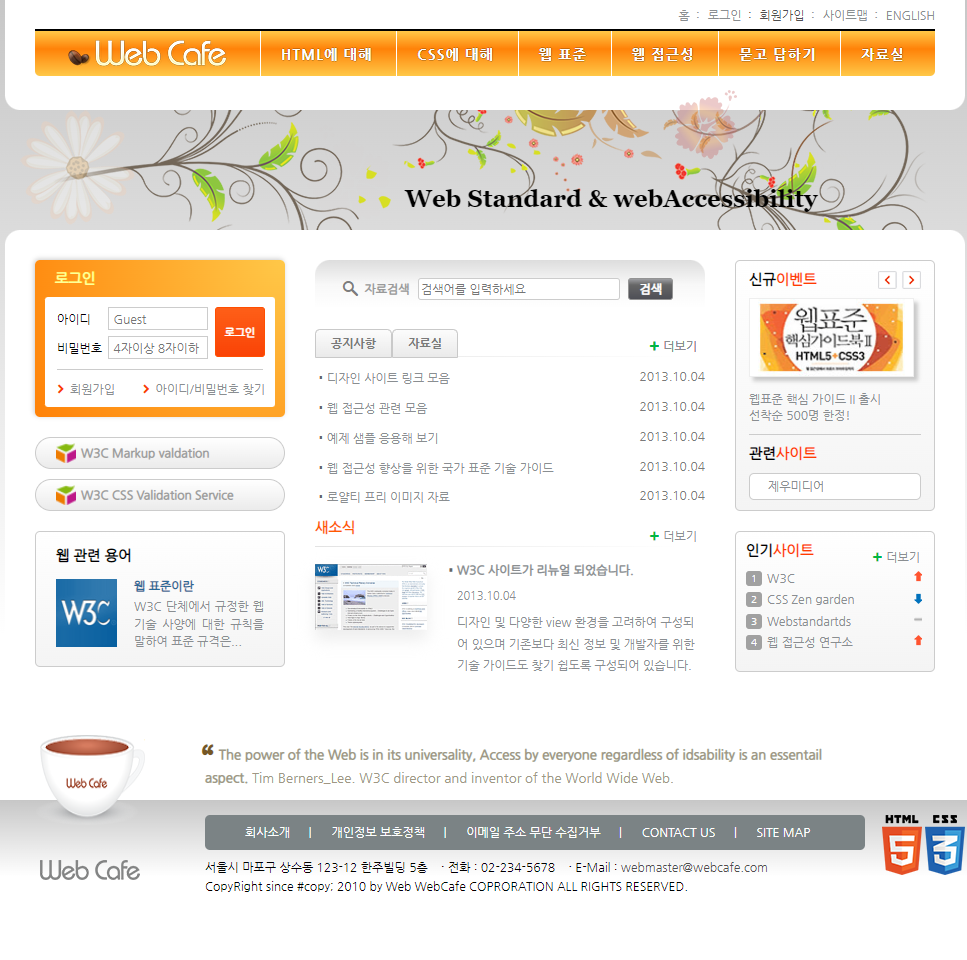 홈 : 로그인 : 회원가입 : 사이트맵 : ENGLISH
Web Cafe HTML에 대해 CSS에 대해 웹 표준 웹 접근성 묻고 답하기 자료실
Web Standard & webAccessibility
로그인
아이디 Guest
비밀번호 4자이상 8자이하
로그인
회원가입 아이디/비밀번호 찾기
W3C Markup valdation
W3C CSS Validation Service
웹 관련 용어
W3C
웹 표준이란
W3C 단체에서 규정한 웹
기술 사양에 대한 규칙을
말하여 표준 규격은...
자료검색 검색어를 입력하세요 검색
공지사항 자료실 + 더보기
· 디자인 사이트 링크 모음 2013.10.04
· 웹 접근성 관련 모음 2013.10.04
· 예제 샘플 응용해 보기 2013.10.04
· 웹 접근성 향상을 위한 국가 표준 기술 가이드 2013.10.04
· 로얄티 프리 이미지 자료 2013.10.04
새소식 + 더보기
W3C
· W3C 사이트가 리뉴얼 되었습니다.
2013.10.04
디자인 및 다양한 view 환경을 고려하여 구성되
어 있으며 기존보다 최신 정보 및 개발자를 위한
기술 가이드도 찾기 쉽도록 구성되어 있습니다.
신규이벤트
웹표준
핵심가이드북 II
HTML5+CSS3
웹표준 핵심 가이드 II 출시
선착순 500명 한정!
관련사이트
제우미디어
인기사이트 + 더보기
1 W3C
2 CSS Zen garden
3 Webstandartds
4 웹 접근성 연구소
Web Cafe
“ The power of the Web is in its universality, Access by everyone regardless of idsability is an essentail
aspect. Tim Berners_Lee. W3C director and inventor of the World Wide Web.
회사소개 | 개인정보 보호정책 | 이메일 주소 무단 수집거부 | CONTACT US | SITE MAP
HTML 5 CSS 3
Web Cafe
서울시 마포구 상수동 123-12 한주빌딩 5층 · 전화 : 02-234-5678 · E-Mail : webmaster@webcafe.com
CopyRight since #copy; 2010 by Web WebCafe COPRORATION ALL RIGHTS RESERVED.